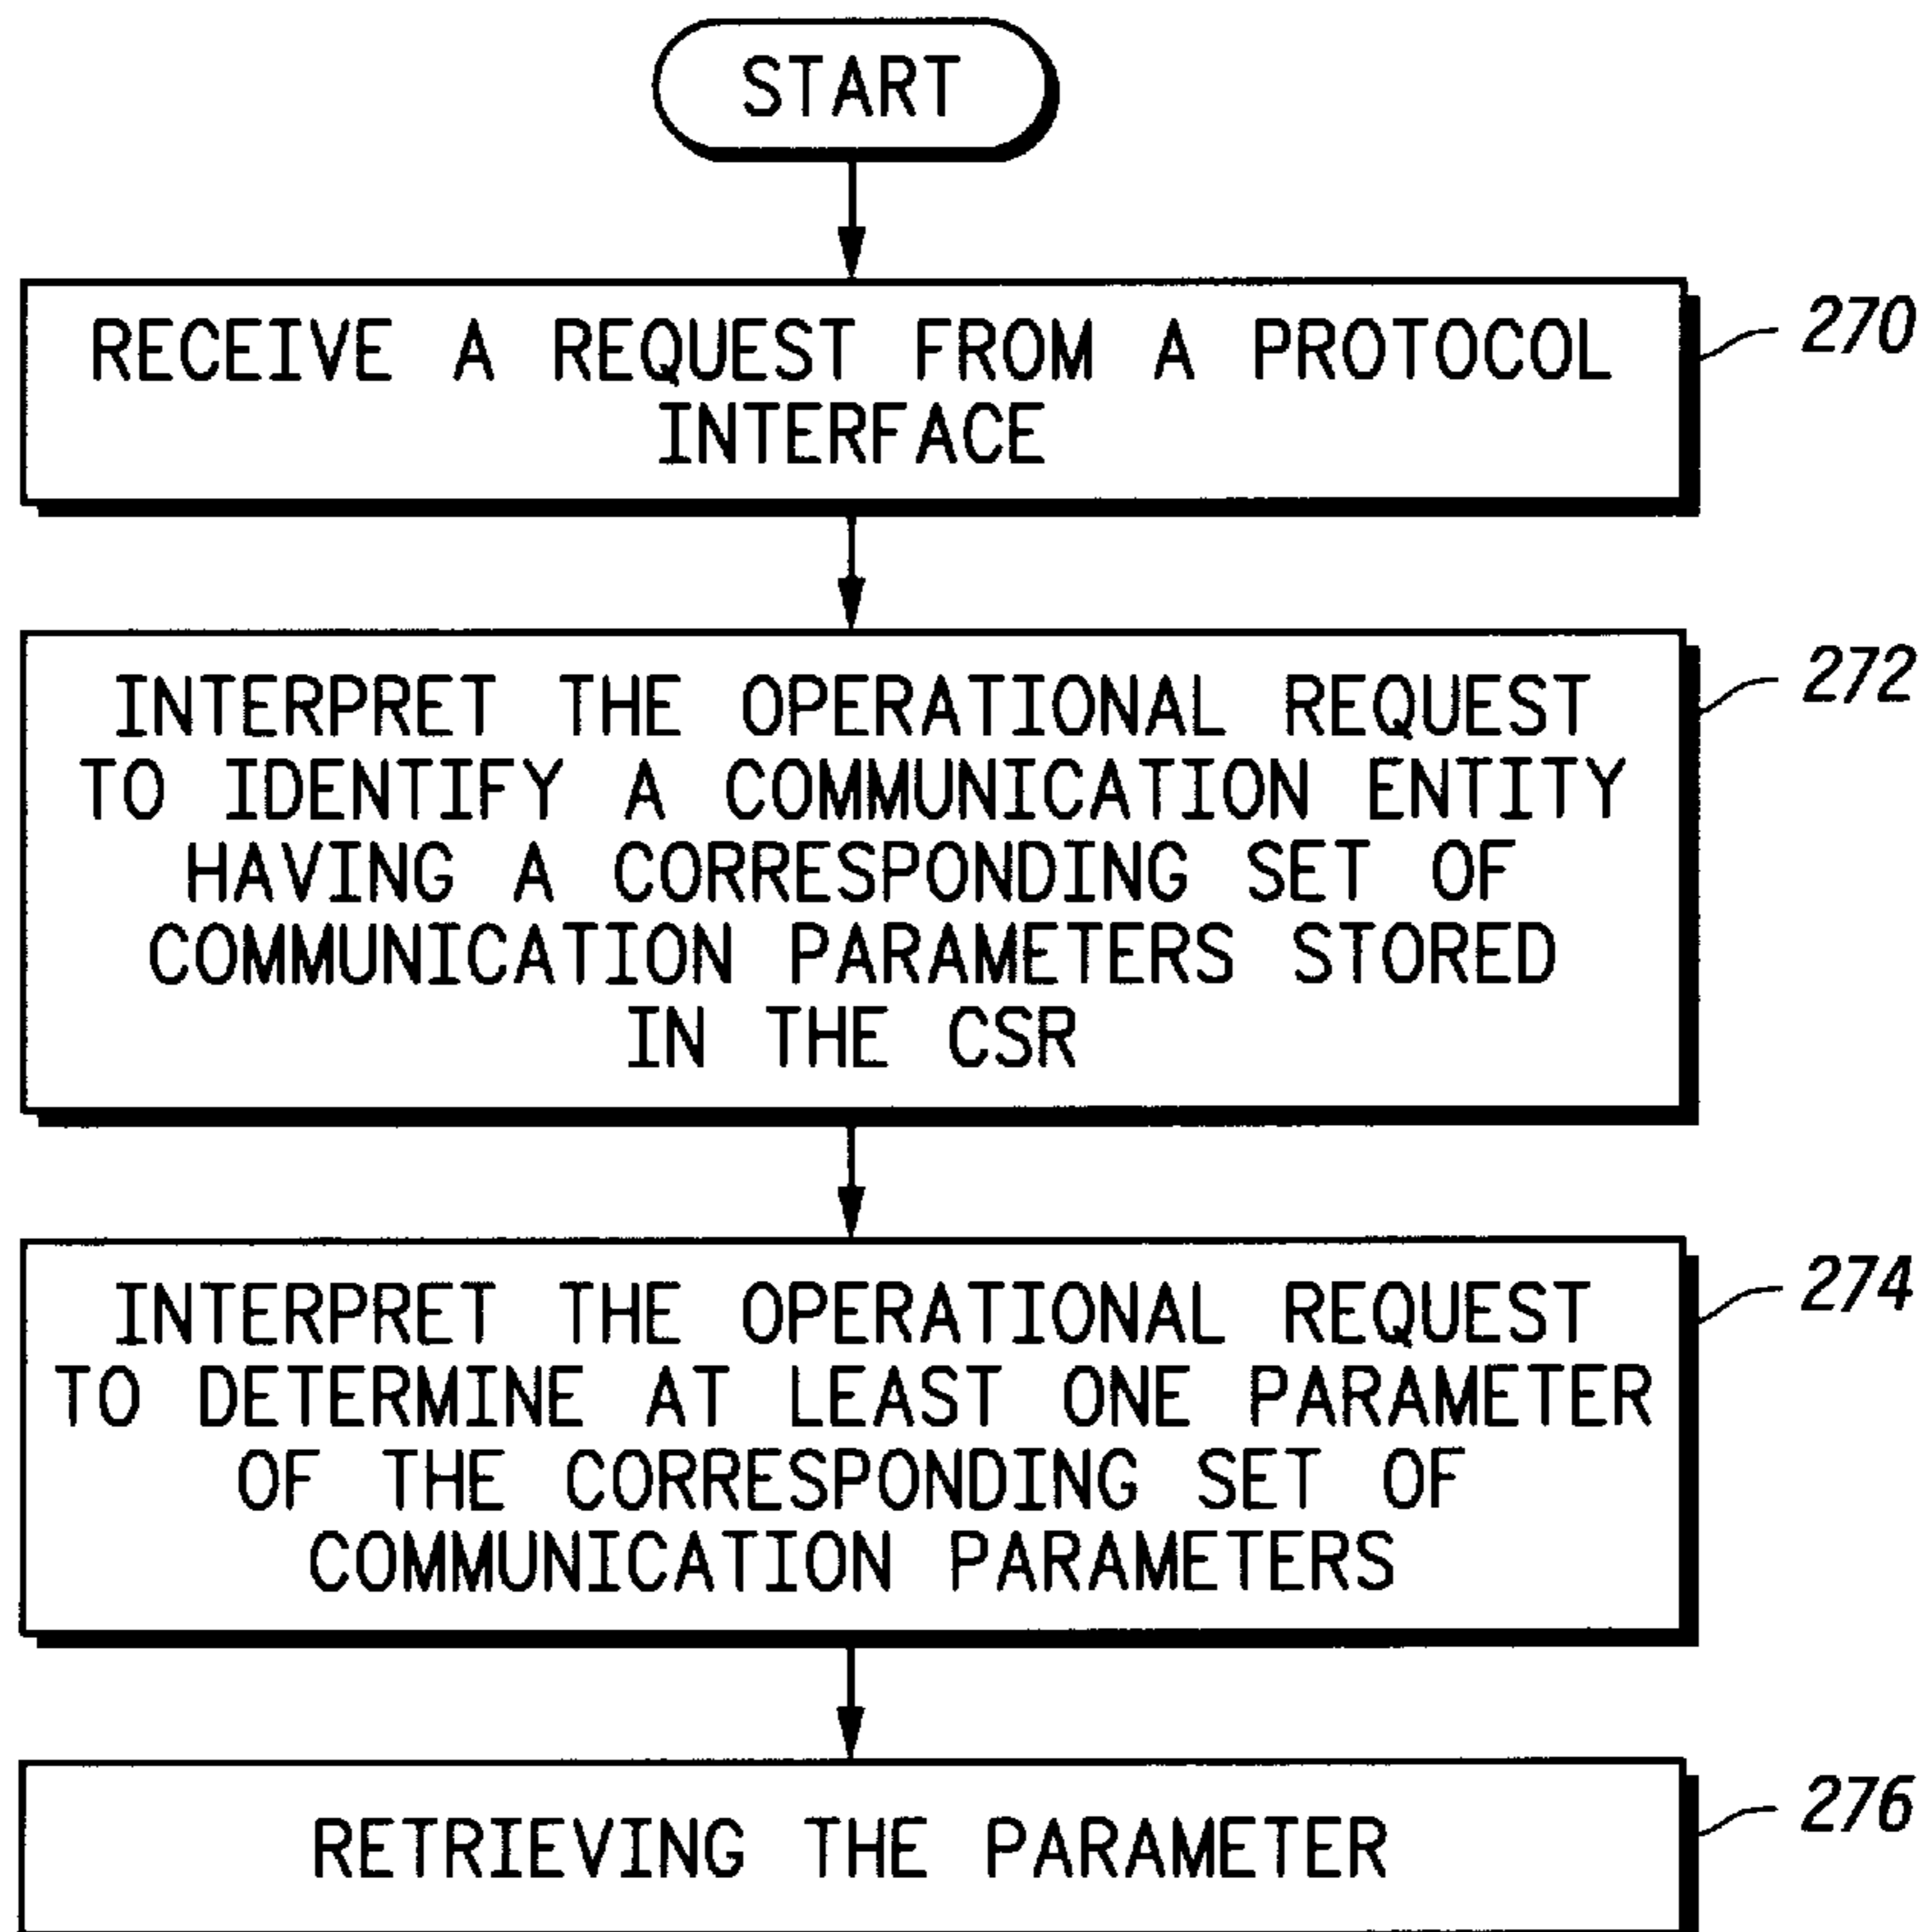 START
RECEIVE A REQUEST FROM A PROTOCOL
INTERFACE
270
INTERPRET THE OPERATIONAL REQUEST
TO IDENTIFY A COMMUNICATION ENTITY
HAVING A CORRESPONDING SET OF
COMMUNICATION PARAMETERS STORED
IN THE CSR
272
INTERPRET THE OPERATIONAL REQUEST
TO DETERMINE AT LEAST ONE PARAMETER
OF THE CORRESPONDING SET OF
COMMUNICATION PARAMETERS
274
RETRIEVING THE PARAMETER
276